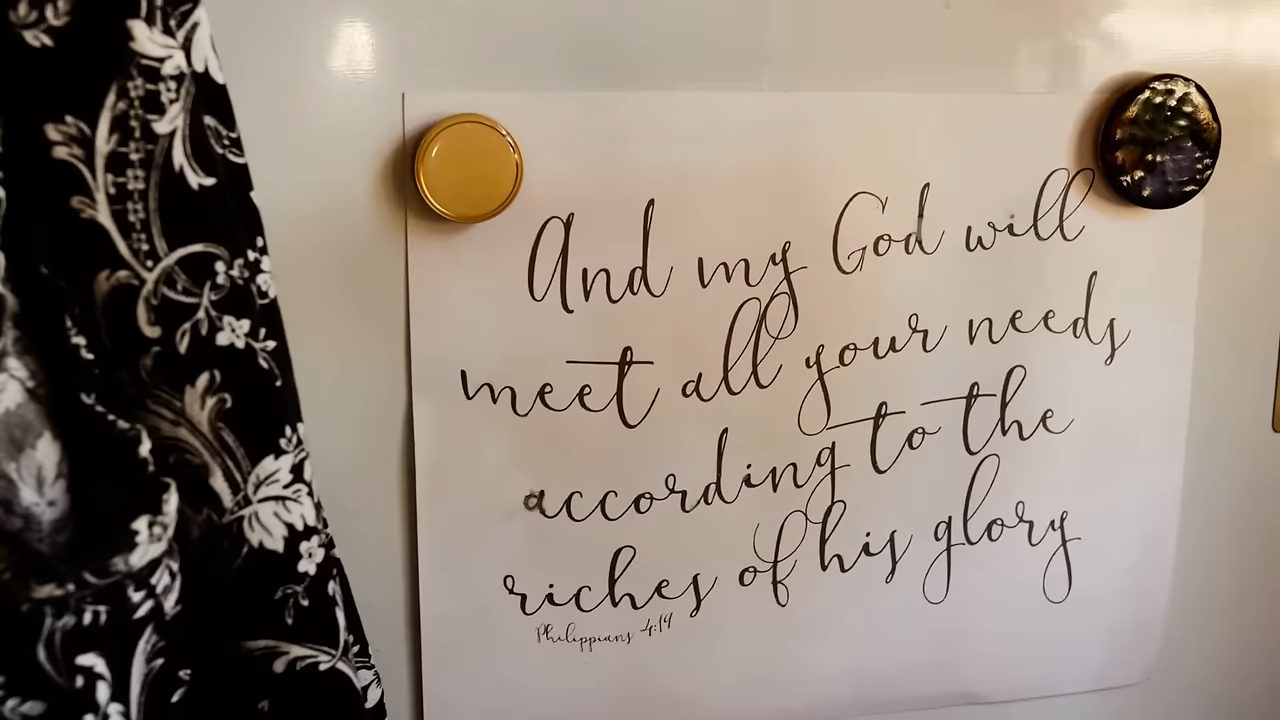 And my God will
meet all your needs
according to the
riches of his glory
Philippians 4:19